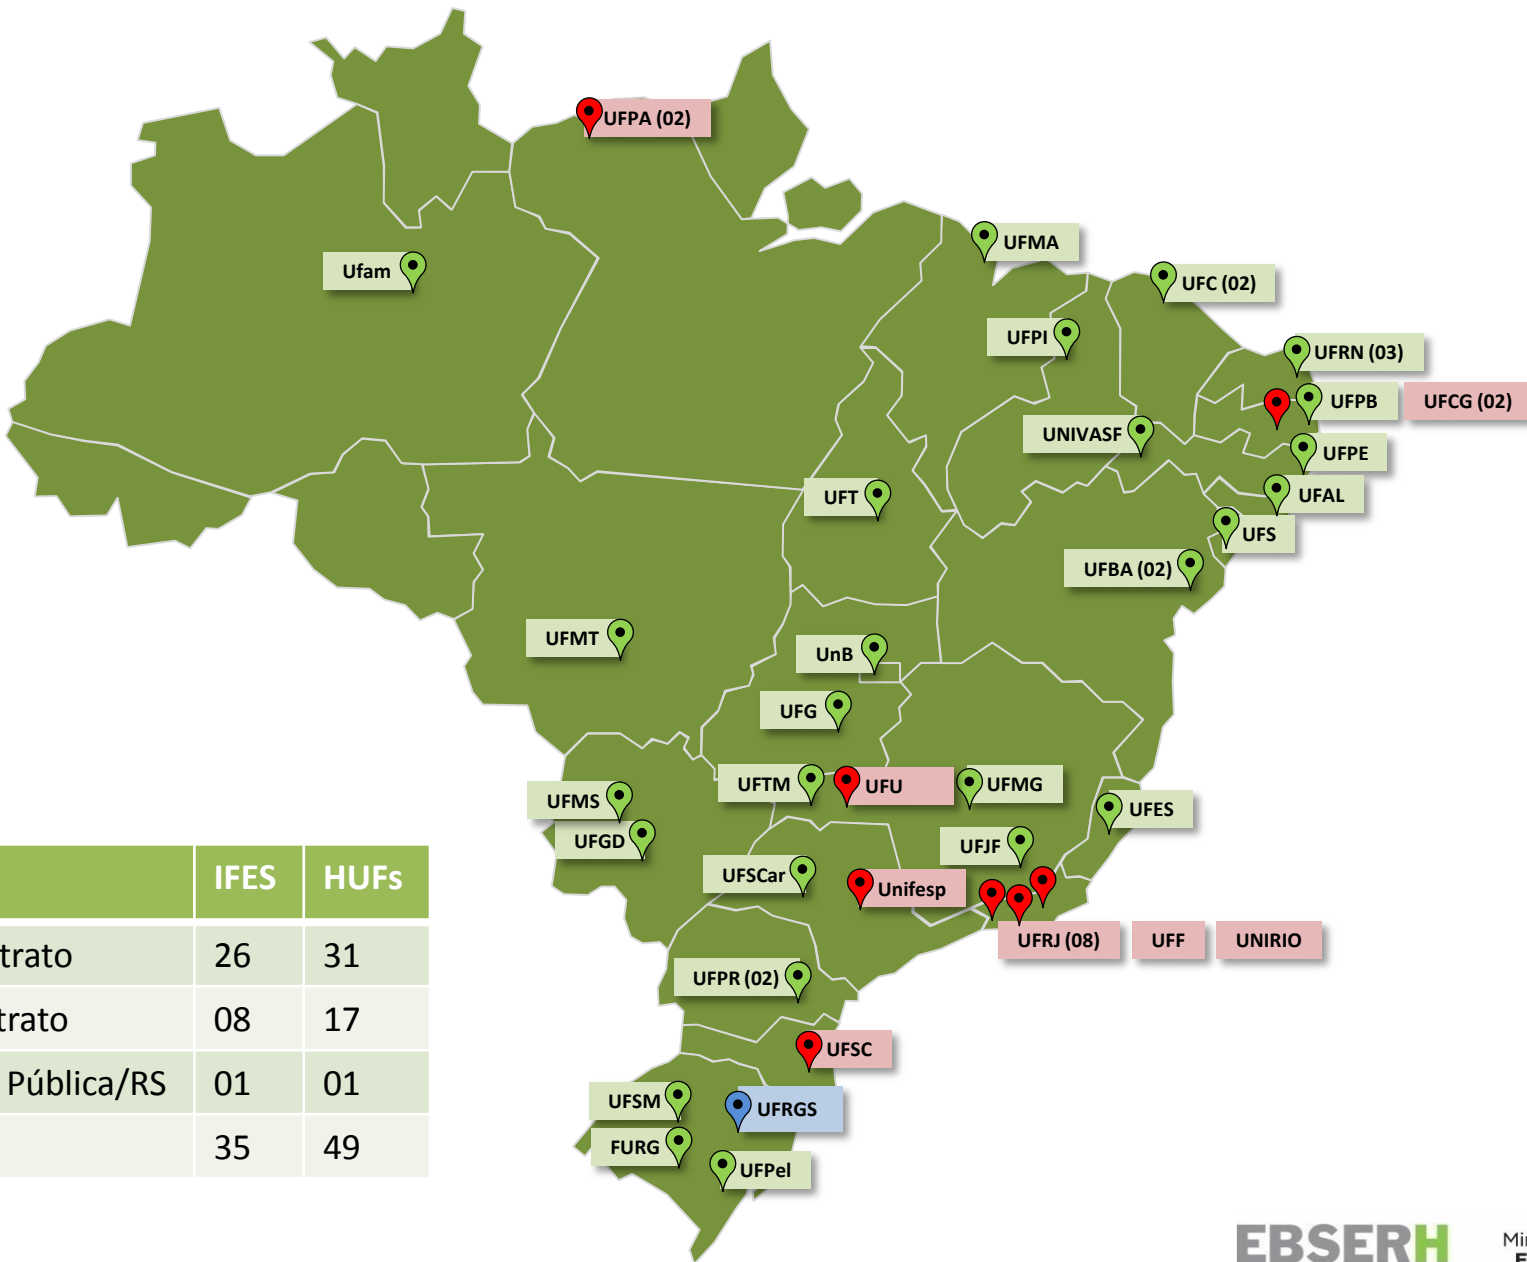 UFPA (02)
UFMA
Ufam
UFC (02)
UFPI
UFRN (03)
UFPB
UFCG (02)
UNIVASF
UFPE
UFT
UFAL
UFS
UFBA (02)
UFMT
UnB
UFG
UFTM
UFU
UFMG
UFMS
UFES
UFGD
UFJF
UFSCar
Unifesp
UFRJ (08)
UFF
UNIRIO
UFPR (02)
UFSC
UFSM
UFRGS
FURG
UFPel
IFES HUFs
trato 26 31
trato 08 17
Pública/RS 01 01
35 49
EBSERH